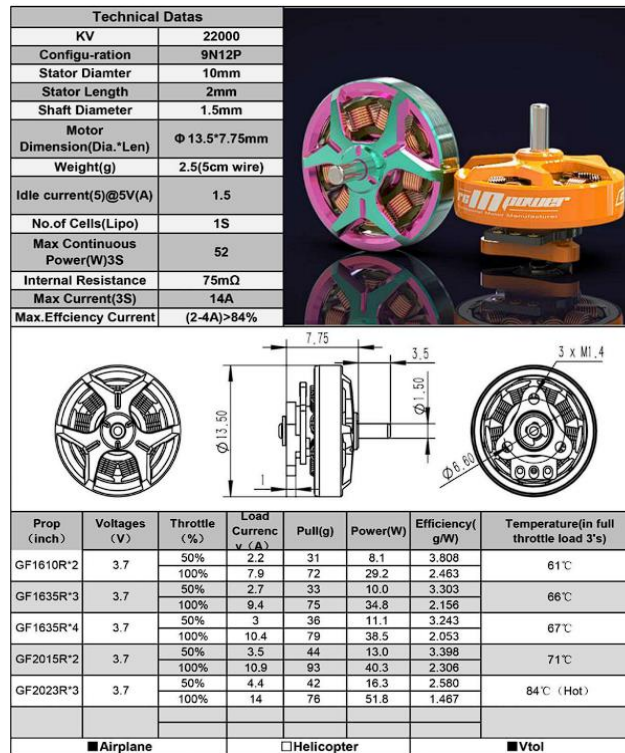 Technical Datas
KV 22000
Configu-ration 9N12P
Stator Diamter 10mm
Stator Length 2mm
Shaft Diameter 1.5mm
Motor
Dimension(Dia.*Len) Φ13.5*7.75mm
Weight(g) 2.5(5cm wire)
Idle current(5)@5V(A) 1.5
No.of Cells(Lipo) 1S
Max Continuous
Power(W)3S 52
Internal Resistance 75mΩ
Max Current(3S) 14A
Max.Effciency Current (2-4A)>84%
INpower
7.75
3.5
3 x M1.4
Φ13.50
Φ1.50
Φ6.60
1
Prop
（inch） Voltages
（V） Throttle
（%） Load
Currenc
y（A） Pull(g) Power(W) Efficiency(
g/W) Temperature(in full
throttle load 3's)
GF1610R*2 3.7 50% 2.2 31 8.1 3.808 61℃
100% 7.9 72 29.2 2.463
GF1635R*3 3.7 50% 2.7 33 10.0 3.303 66℃
100% 9.4 75 34.8 2.156
GF1635R*4 3.7 50% 3 36 11.1 3.243 67℃
100% 10.4 79 38.5 2.053
GF2015R*2 3.7 50% 3.5 44 13.0 3.398 71℃
100% 10.9 93 40.3 2.306
GF2023R*3 3.7 50% 4.4 42 16.3 2.580 84℃（Hot）
100% 14 76 51.8 1.467
■Airplane □Helicopter ■Vtol